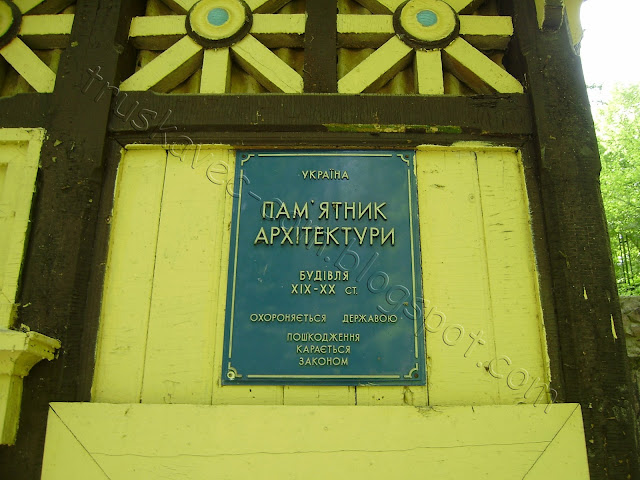 УКРАЇНА
ПАМ'ЯТНИК
АРХІТЕКТУРИ
БУДІВЛЯ
XIX-XX СТ.
ОХОРОНЯЄТЬСЯ ДЕРЖАВОЮ
ПОШКОДЖЕННЯ
КАРАЄТЬСЯ
ЗАКОНОМ